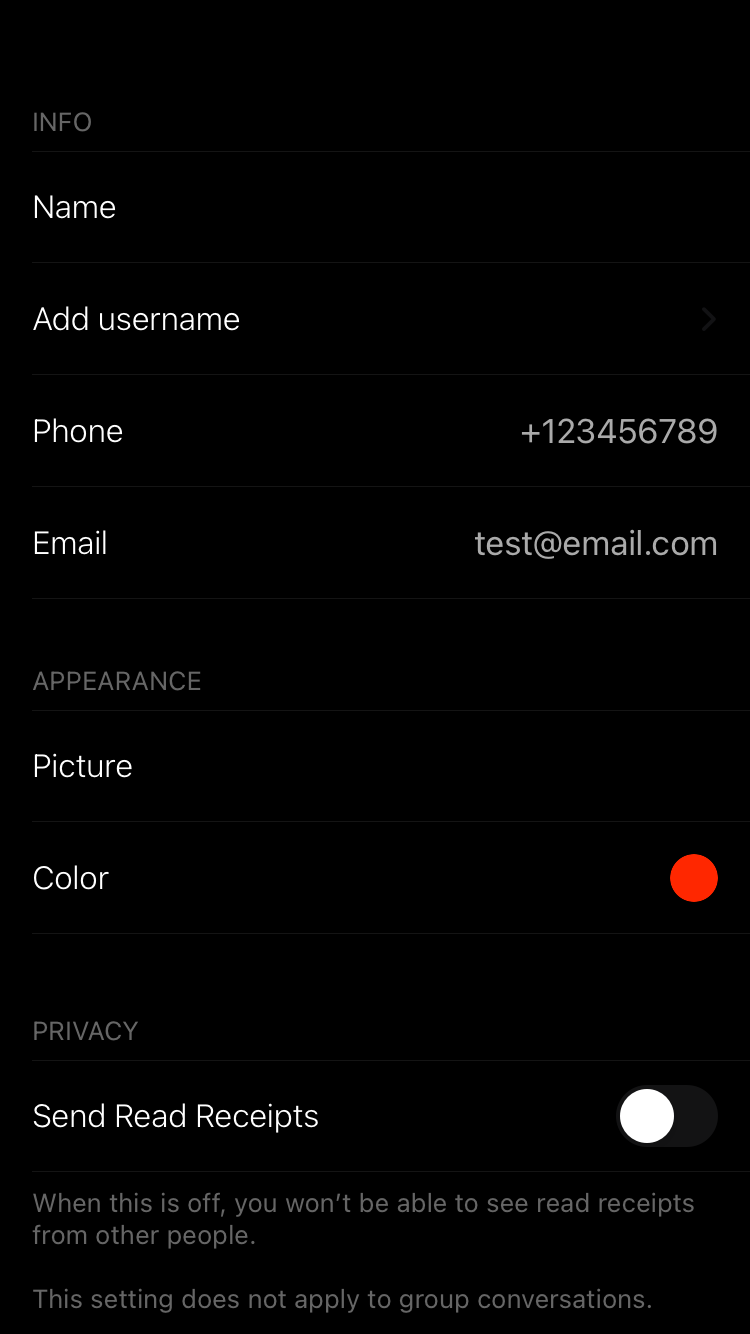 INFO
Name
Add username
Phone +123456789
Email test@email.com
APPEARANCE
Picture
Color
PRIVACY
Send Read Receipts
When this is off, you won’t be able to see read receipts
from other people.
This setting does not apply to group conversations.